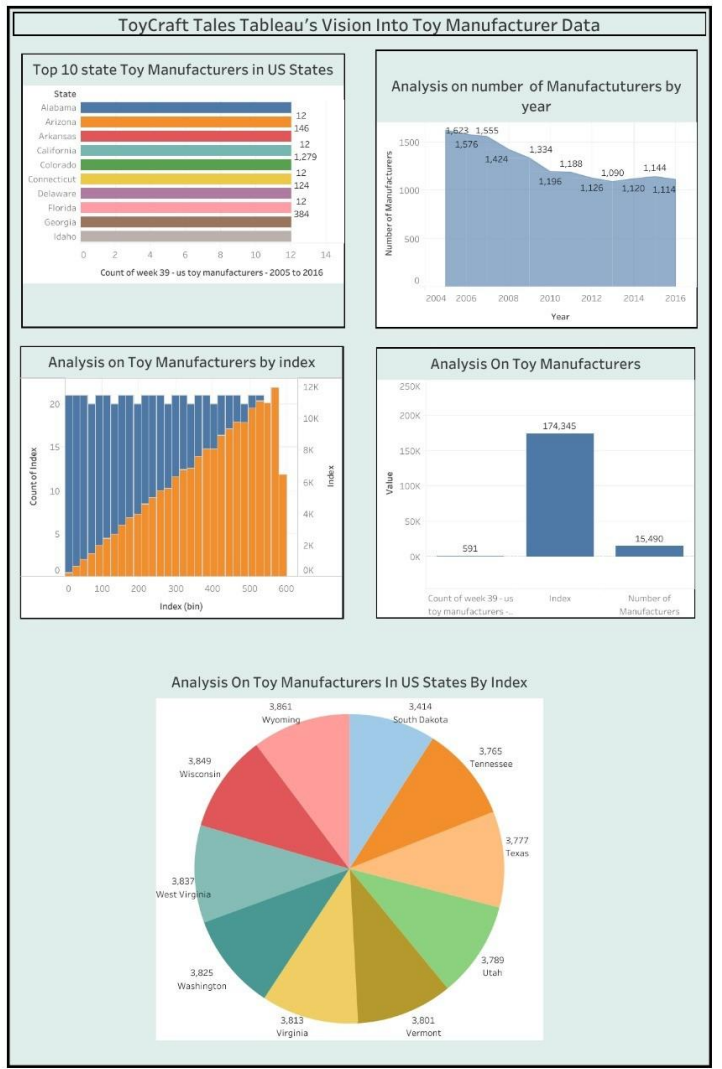 ToyCraft Tales Tableau's Vision Into Toy Manufacturer Data
Top 10 state Toy Manufacturers in US States
State
Alabama
Arizona
Arkansas
California
Colorado
Connecticut
Delaware
Florida
Georgia
Idaho
12
146
12
1,279
12
124
12
384
0 2 4 6 8 10 12 14
Count of week 39 - us toy manufacturers - 2005 to 2016
Analysis on number of Manufactuturers by
year
Number of Manufacturers
1500
1000
500
0
1,623 1,555
1,576
1,424
1,334
1,196
1,188
1,126
1,090
1,120
1,144
1,114
2004 2006 2008 2010 2012 2014 2016
Year
Analysis on Toy Manufacturers by index
Count of Index
20
15
10
5
0
12K
10K
8K
6K
4K
2K
0K
Index
0 100 200 300 400 500 600
Index (bin)
Analysis On Toy Manufacturers
Value
250K
200K
150K
100K
50K
0K
591
174,345
15,490
Count of week 39 - us
toy manufacturers -..
Index
Number of
Manufacturers
Analysis On Toy Manufacturers In US States By Index
3,861
Wyoming
3,414
South Dakota
3,849
Wisconsin
3,765
Tennessee
3,777
Texas
3,837
West Virginia
3,789
Utah
3,825
Washington
3,813
Virginia
3,801
Vermont